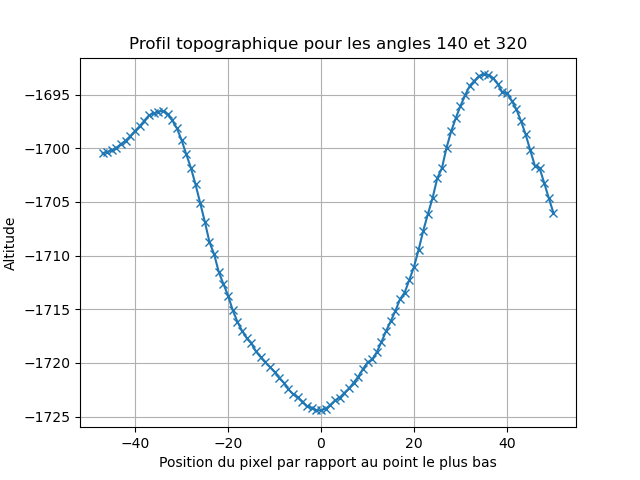 Profil topographique pour les angles 140 et 320
Altitude
−1695
−1700
−1705
−1710
−1715
−1720
−1725
−40 −20 0 20 40
Position du pixel par rapport au point le plus bas